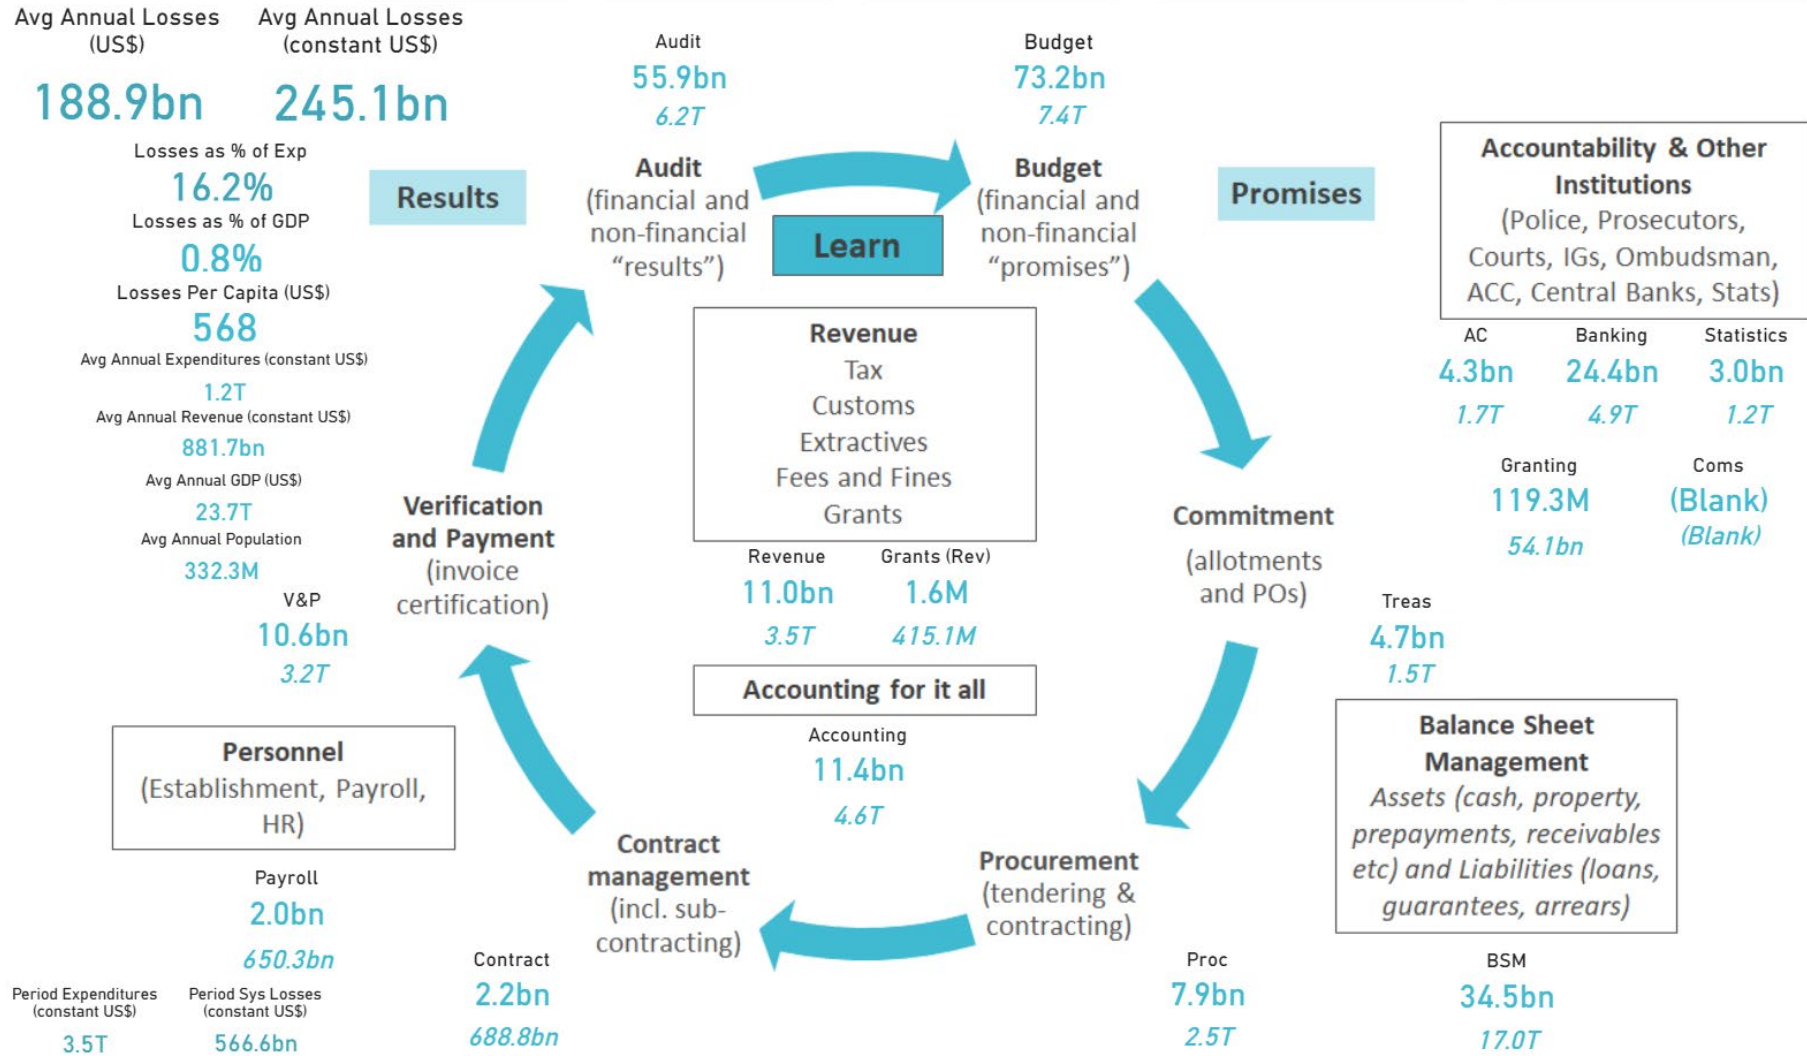 Avg Annual Losses
(US$)
188.9bn
Avg Annual Losses
(constant US$)
245.1bn
Losses as % of Exp
16.2%
Losses as % of GDP
0.8%
Losses Per Capita (US$)
568
Avg Annual Expenditures (constant US$)
1.2T
Avg Annual Revenue (constant US$)
881.7bn
Avg Annual GDP (US$)
23.7T
Avg Annual Population
332.3M
V&P
10.6bn
3.2T
Results
Audit
55.9bn
6.2T
Audit
(financial and
non-financial
“results”)
Learn
Budget
73.2bn
7.4T
Budget
(financial and
non-financial
“promises”)
Promises
Accountability & Other
Institutions
(Police, Prosecutors,
Courts, IGs, Ombudsman,
ACC, Central Banks, Stats)
AC
4.3bn
1.7T
Banking
24.4bn
4.9T
Statistics
3.0bn
1.2T
Granting
119.3M
54.1bn
Coms
(Blank)
(Blank)
Revenue
Tax
Customs
Extractives
Fees and Fines
Grants
Revenue
11.0bn
3.5T
Grants (Rev)
1.6M
415.1M
Accounting for it all
Accounting
11.4bn
4.6T
Verification
and Payment
(invoice
certification)
Commitment
(allotments
and POs)
Treas
4.7bn
1.5T
Balance Sheet
Management
Assets (cash, property,
prepayments, receivables
etc) and Liabilities (loans,
guarantees, arrears)
BSM
34.5bn
17.0T
Personnel
(Establishment, Payroll,
HR)
Payroll
2.0bn
650.3bn
Period Expenditures
(constant US$)
3.5T
Period Sys Losses
(constant US$)
566.6bn
Contract
management
(incl. sub-
contracting)
Contract
2.2bn
688.8bn
Procurement
(tendering &
contracting)
Proc
7.9bn
2.5T